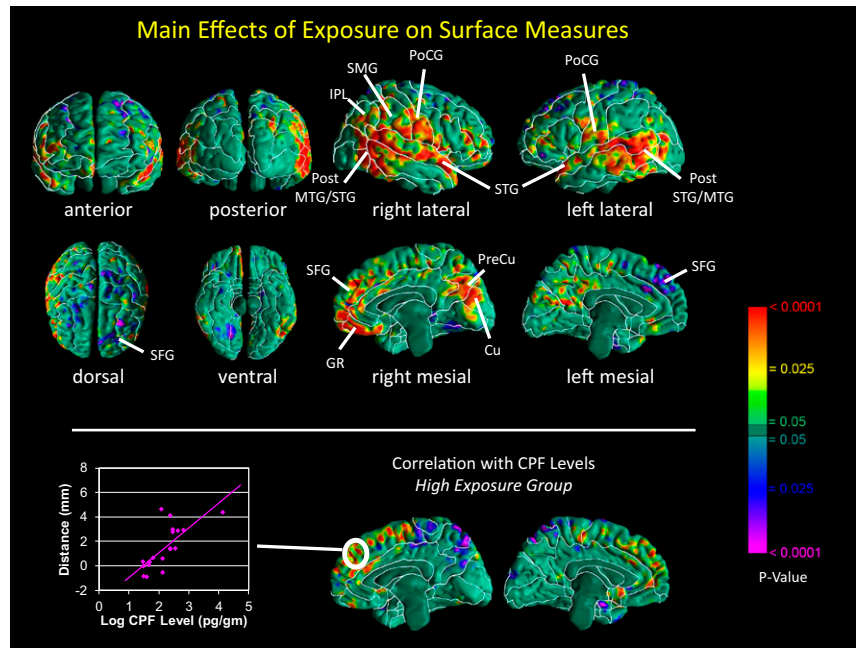 Main Effects of Exposure on Surface Measures
PoCG
SMG
IPL
PoCG
Post
MTG/STG
STG
Post
STG/MTG
anterior
posterior
right lateral
left lateral
SFG
PreCu
SFG
SFG
GR
Cu
dorsal
ventral
right mesial
left mesial
< 0.0001
= 0.025
= 0.05
= 0.05
= 0.025
< 0.0001
P-Value
Correlation with CPF Levels
High Exposure Group
Distance (mm)
8
6
4
2
0
-2
0 1 2 3 4 5
Log CPF Level (pg/gm)